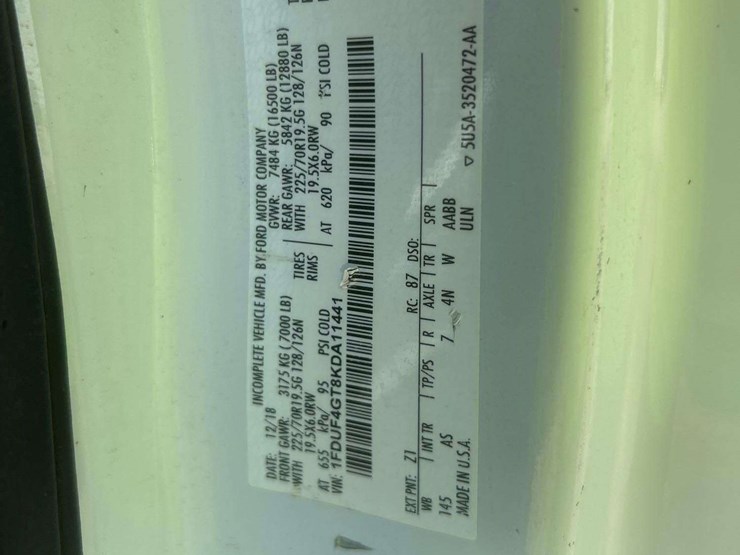 INCOMPLETE VEHICLE MFD. BY FORD MOTOR COMPANY
DATE: 12/18 GVWR: 7484 KG (16500 LB)
FRONT GAWR: 3175 KG (7000 LB) REAR GAWR: 5842 KG (12880 LB)
WITH 225/70R19.5G 128/126N TIRES WITH 225/70R19.5G 128/126N
19.5X6.0RW RIMS 19.5X6.0RW
AT 655 kPa/ 95 PSI COLD AT 620 kPa/ 90 PSI COLD
VIN: 1FDUF4GT8KDA11441
EXT PNT: Z1 RC: 87 DSO:
WB INT TR TP/PS R AXLE TR SPR
145 AS 7 4N W AABB
MADE IN U.S.A. ULN
5U5A-3520472-AA